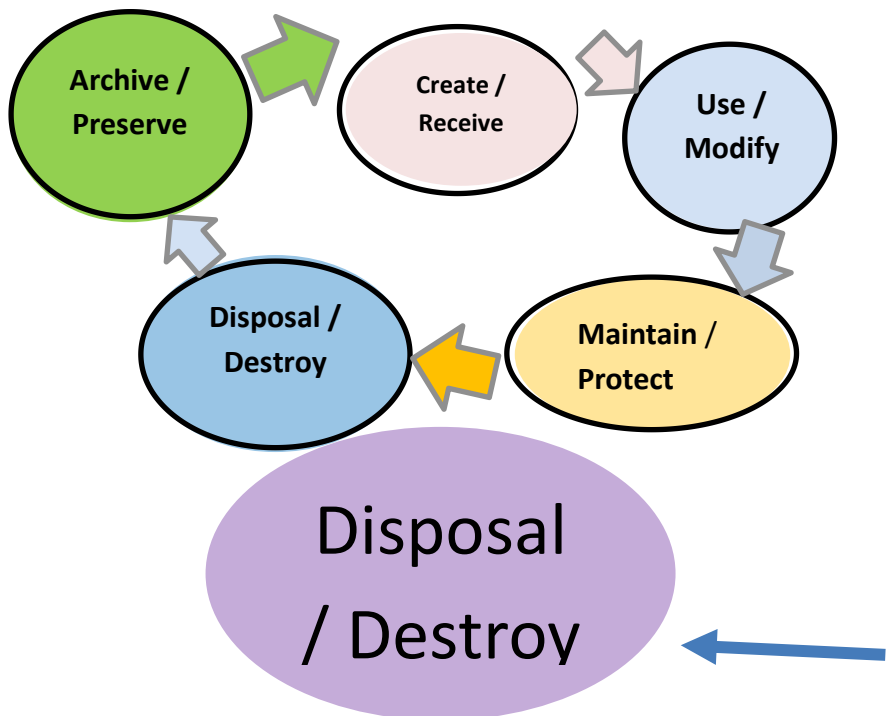 Archive /
Preserve
Create /
Receive
Use /
Modify
Disposal /
Destroy
Maintain /
Protect
Disposal
/ Destroy